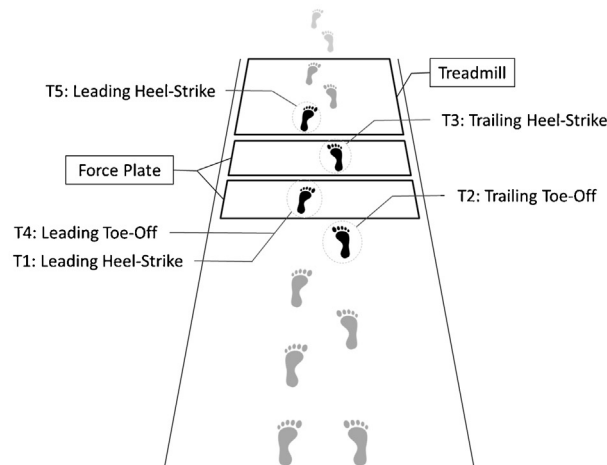 Treadmill
T5: Leading Heel-Strike
T3: Trailing Heel-Strike
Force Plate
T2: Trailing Toe-Off
T4: Leading Toe-Off
T1: Leading Heel-Strike